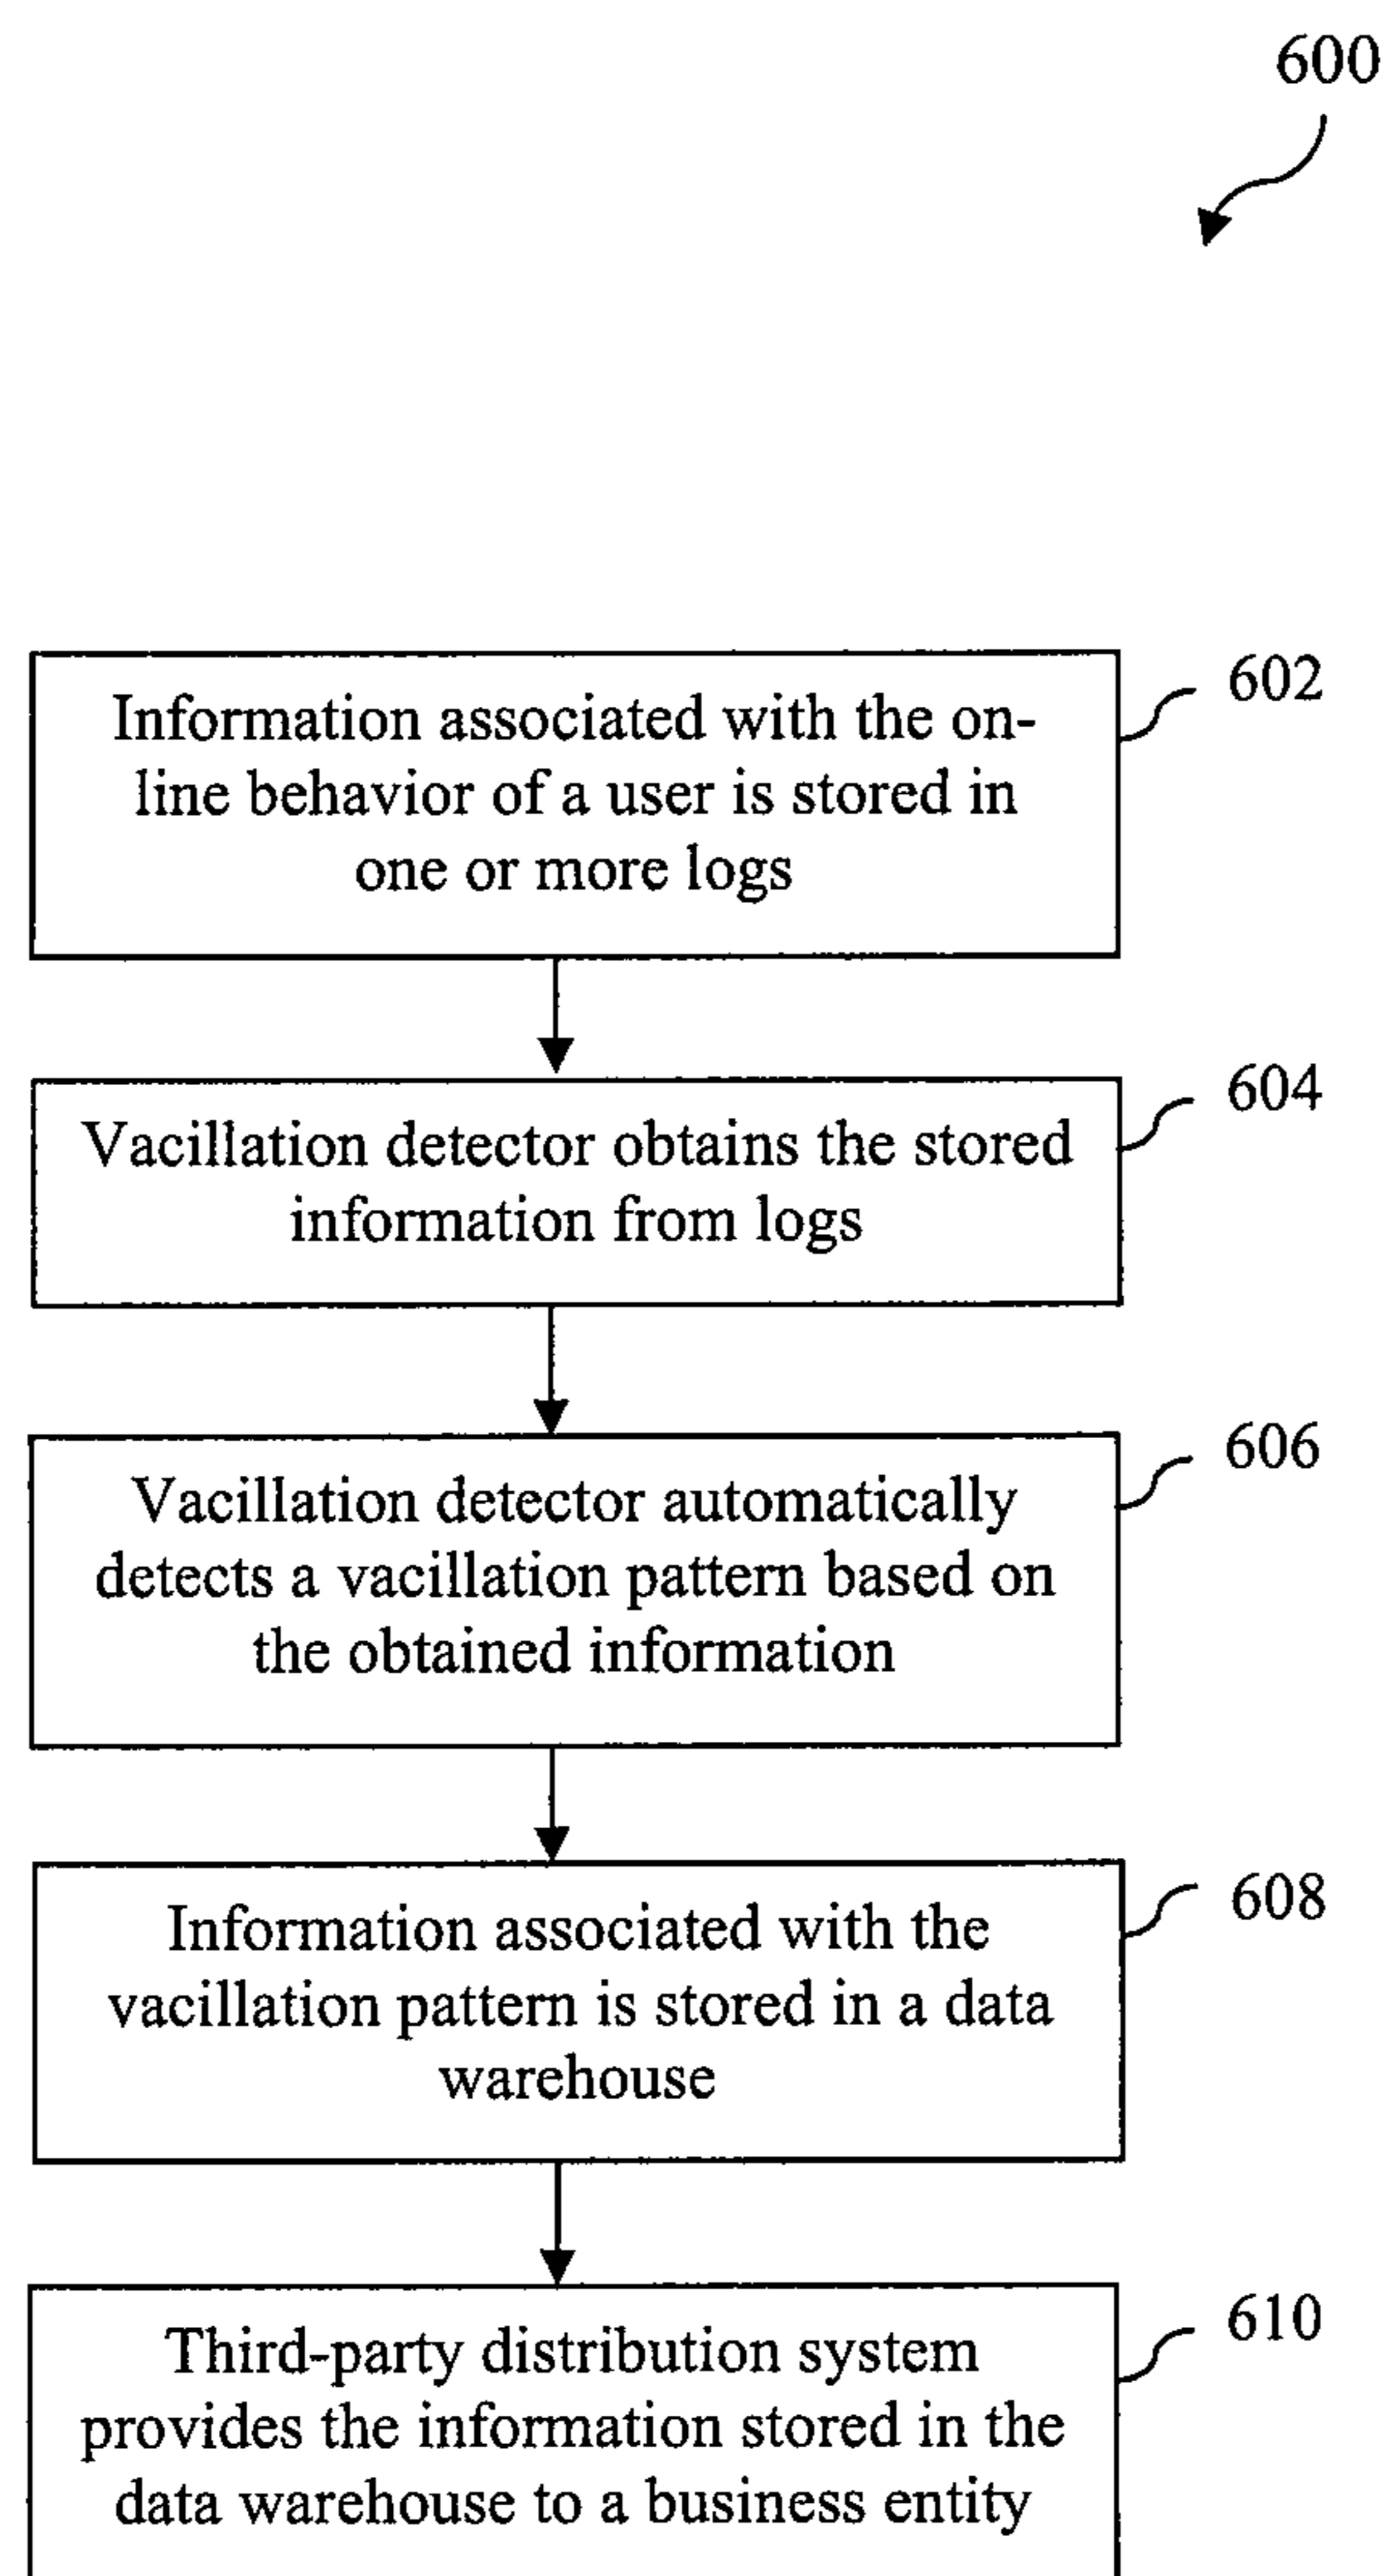 600
Information associated with the on-
line behavior of a user is stored in
one or more logs
602
Vacillation detector obtains the stored
information from logs
604
Vacillation detector automatically
detects a vacillation pattern based on
the obtained information
606
Information associated with the
vacillation pattern is stored in a data
warehouse
608
Third-party distribution system
provides the information stored in the
data warehouse to a business entity
610